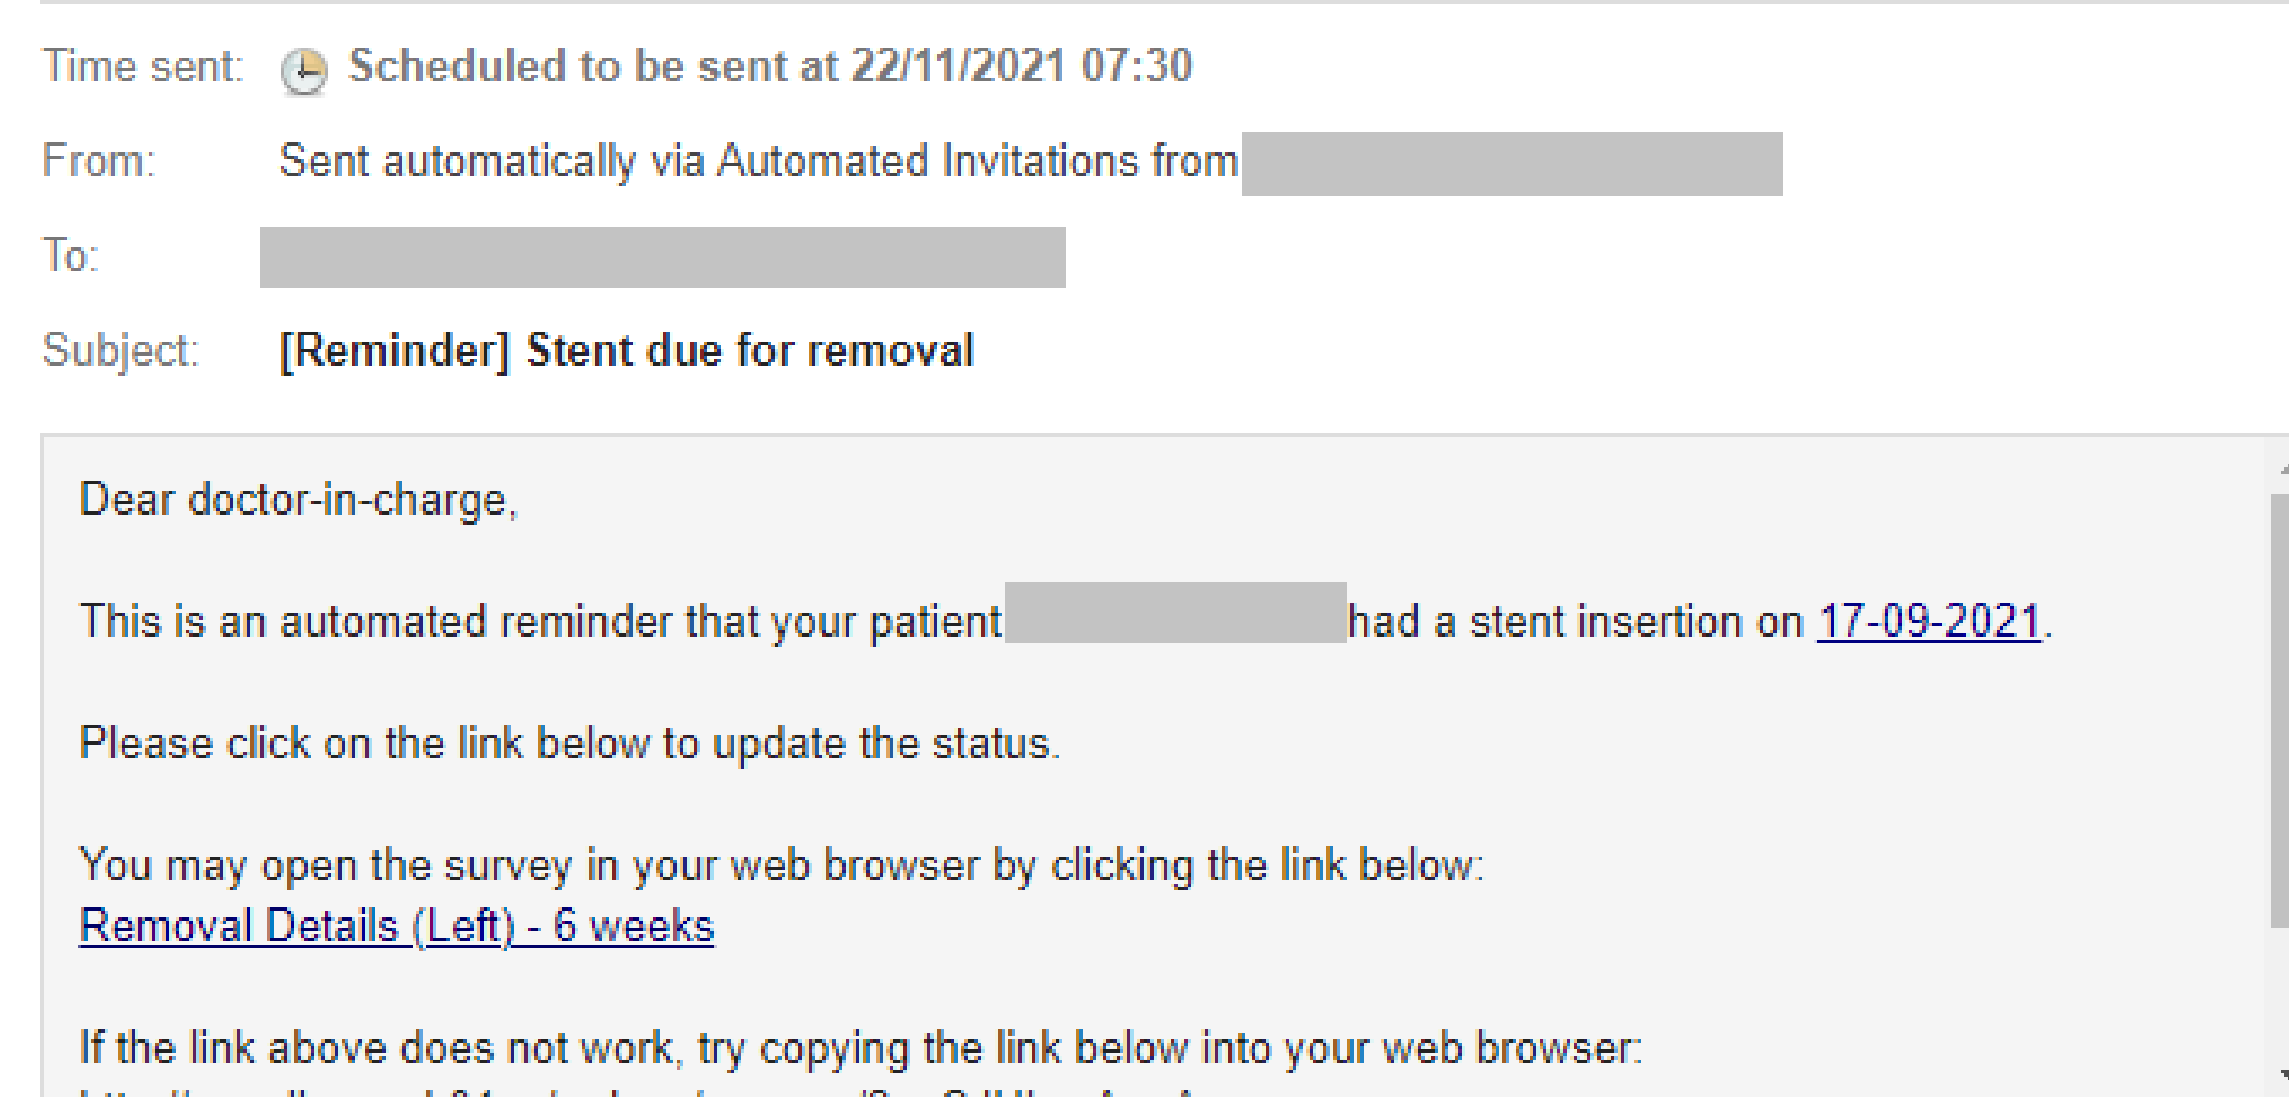 Time sent: Scheduled to be sent at 22/11/2021 07:30
From: Sent automatically via Automated Invitations from
To:
Subject: [Reminder] Stent due for removal
Dear doctor-in-charge,
This is an automated reminder that your patient had a stent insertion on 17-09-2021.
Please click on the link below to update the status.
You may open the survey in your web browser by clicking the link below:
Removal Details (Left) - 6 weeks
If the link above does not work, try copying the link below into your web browser: